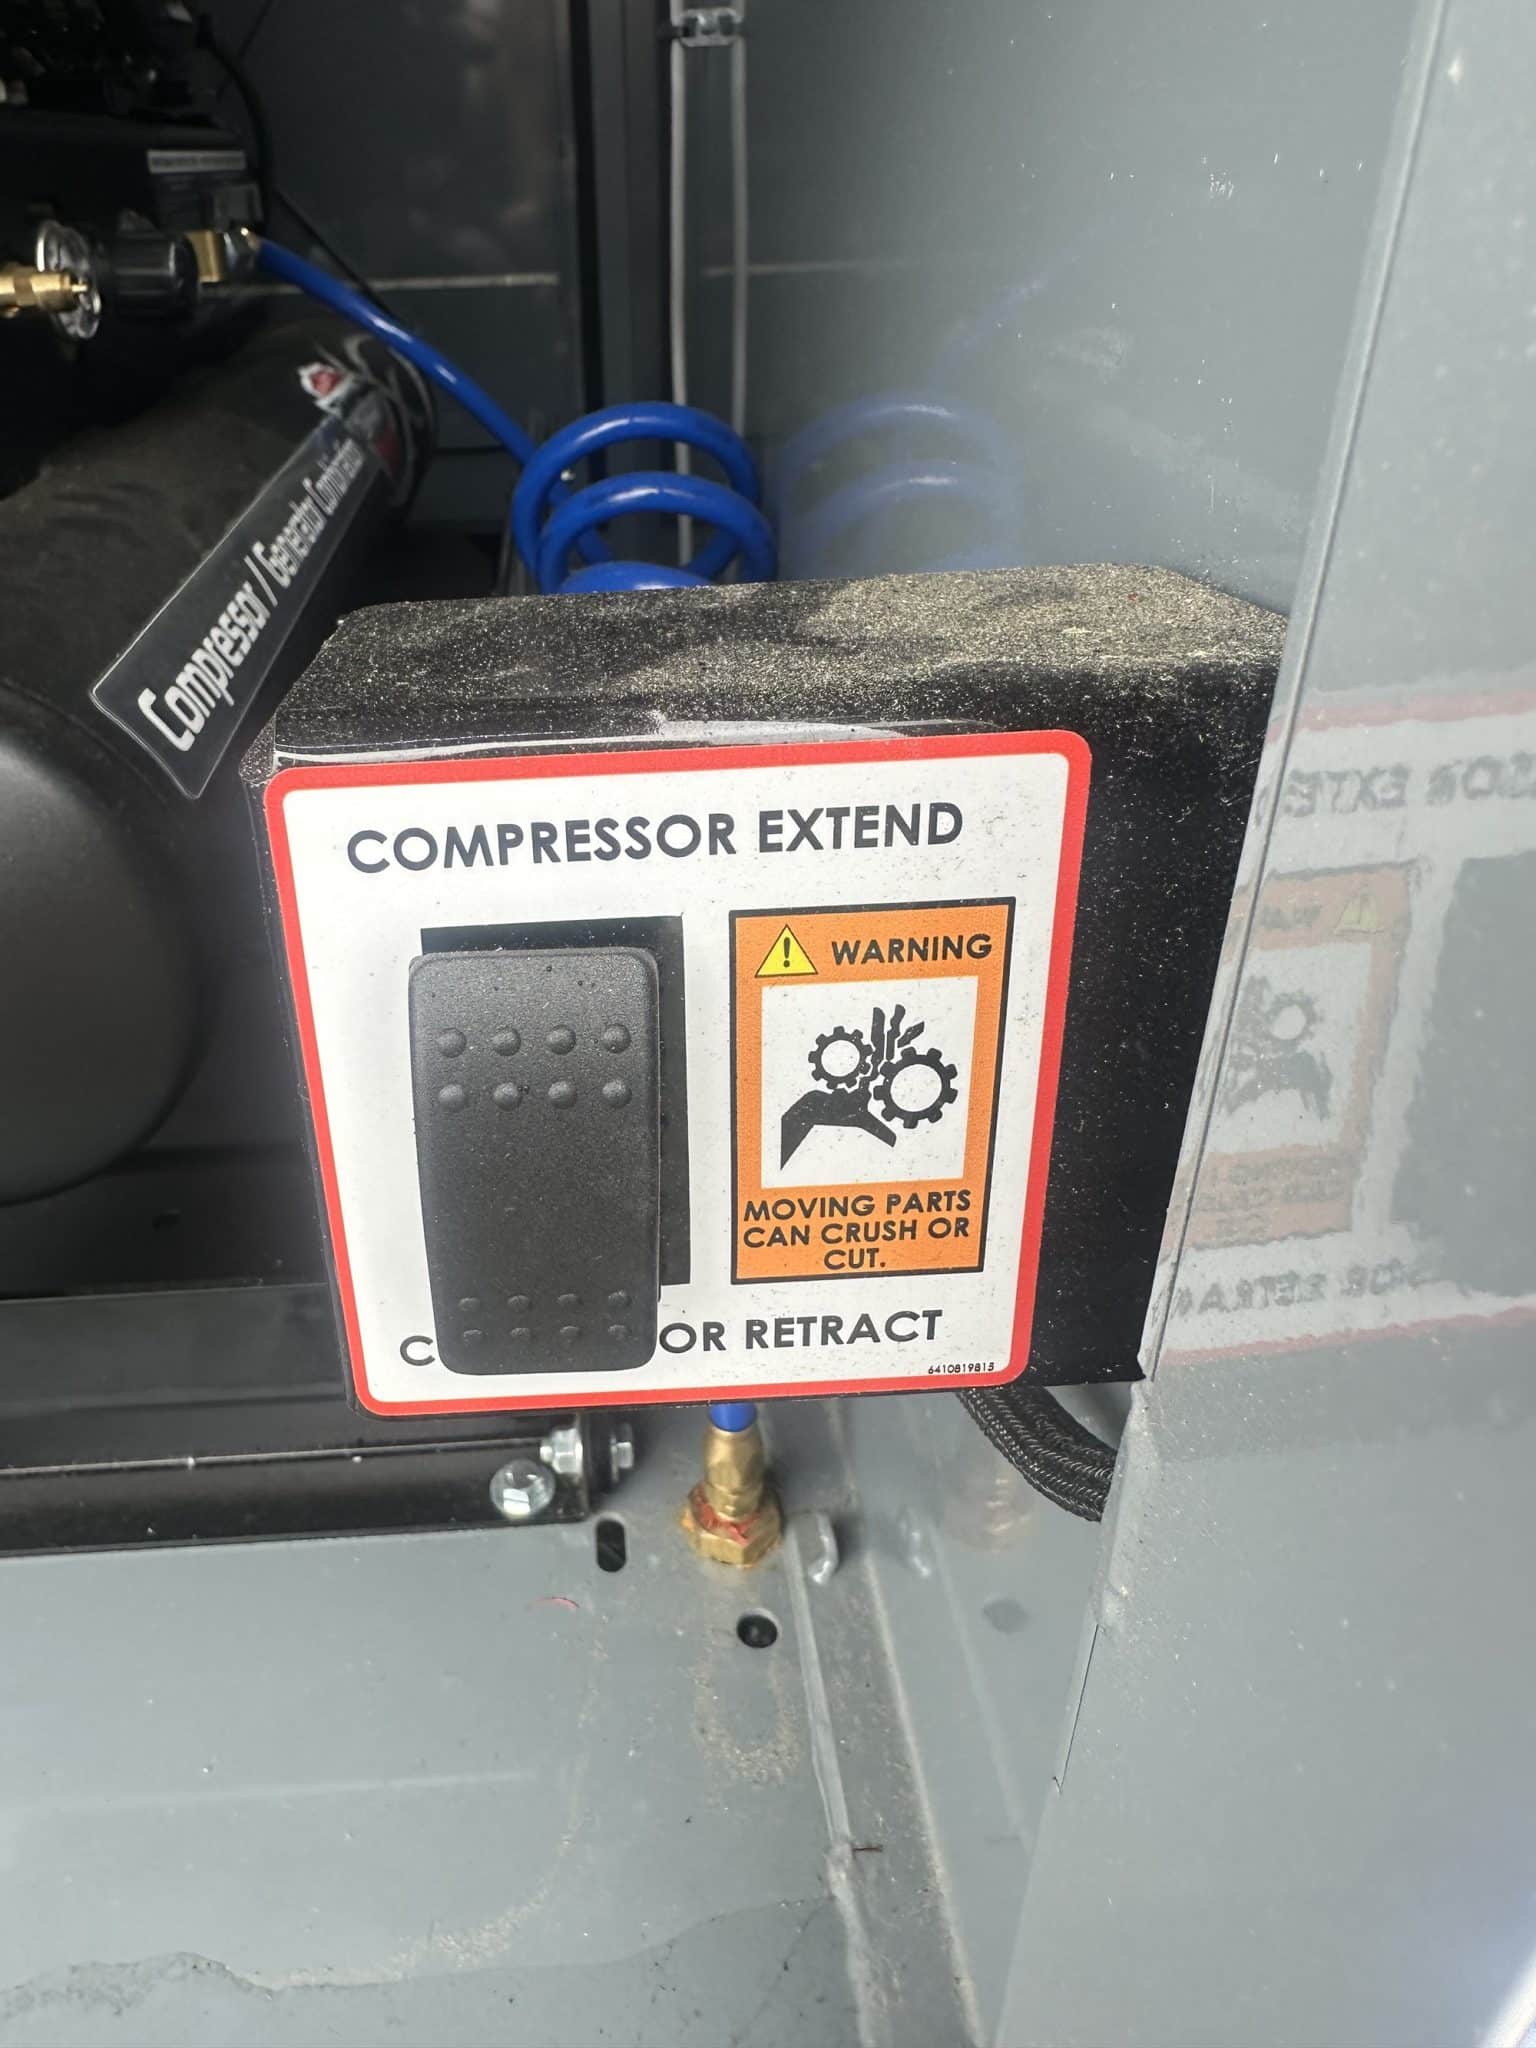 Compressor / Generator Combination
COMPRESSOR EXTEND
WARNING
MOVING PARTS
CAN CRUSH OR
CUT.
OR RETRACT
6410819815